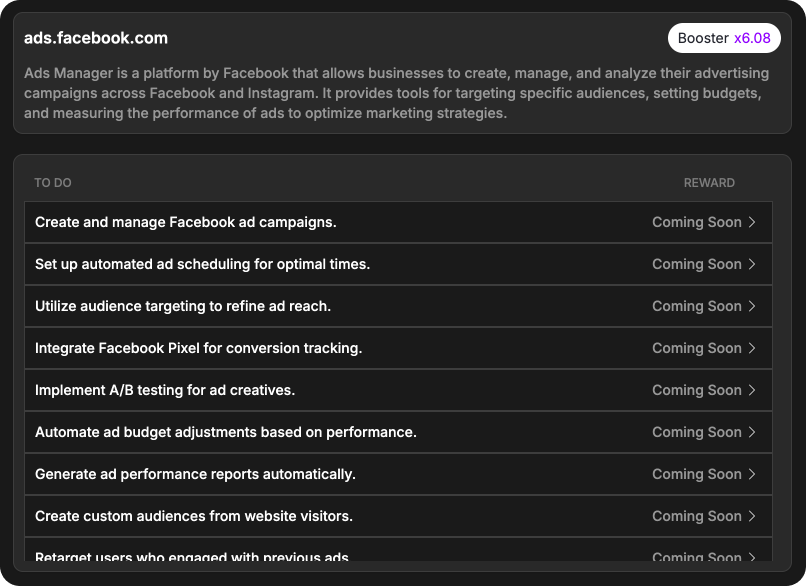 ads.facebook.com
Booster x6.08
Ads Manager is a platform by Facebook that allows businesses to create, manage, and analyze their advertising
campaigns across Facebook and Instagram. It provides tools for targeting specific audiences, setting budgets,
and measuring the performance of ads to optimize marketing strategies.
TO DO REWARD
Create and manage Facebook ad campaigns. Coming Soon
Set up automated ad scheduling for optimal times. Coming Soon
Utilize audience targeting to refine ad reach. Coming Soon
Integrate Facebook Pixel for conversion tracking. Coming Soon
Implement A/B testing for ad creatives. Coming Soon
Automate ad budget adjustments based on performance. Coming Soon
Generate ad performance reports automatically. Coming Soon
Create custom audiences from website visitors. Coming Soon
Retarget users who engaged with previous ads Coming Soon